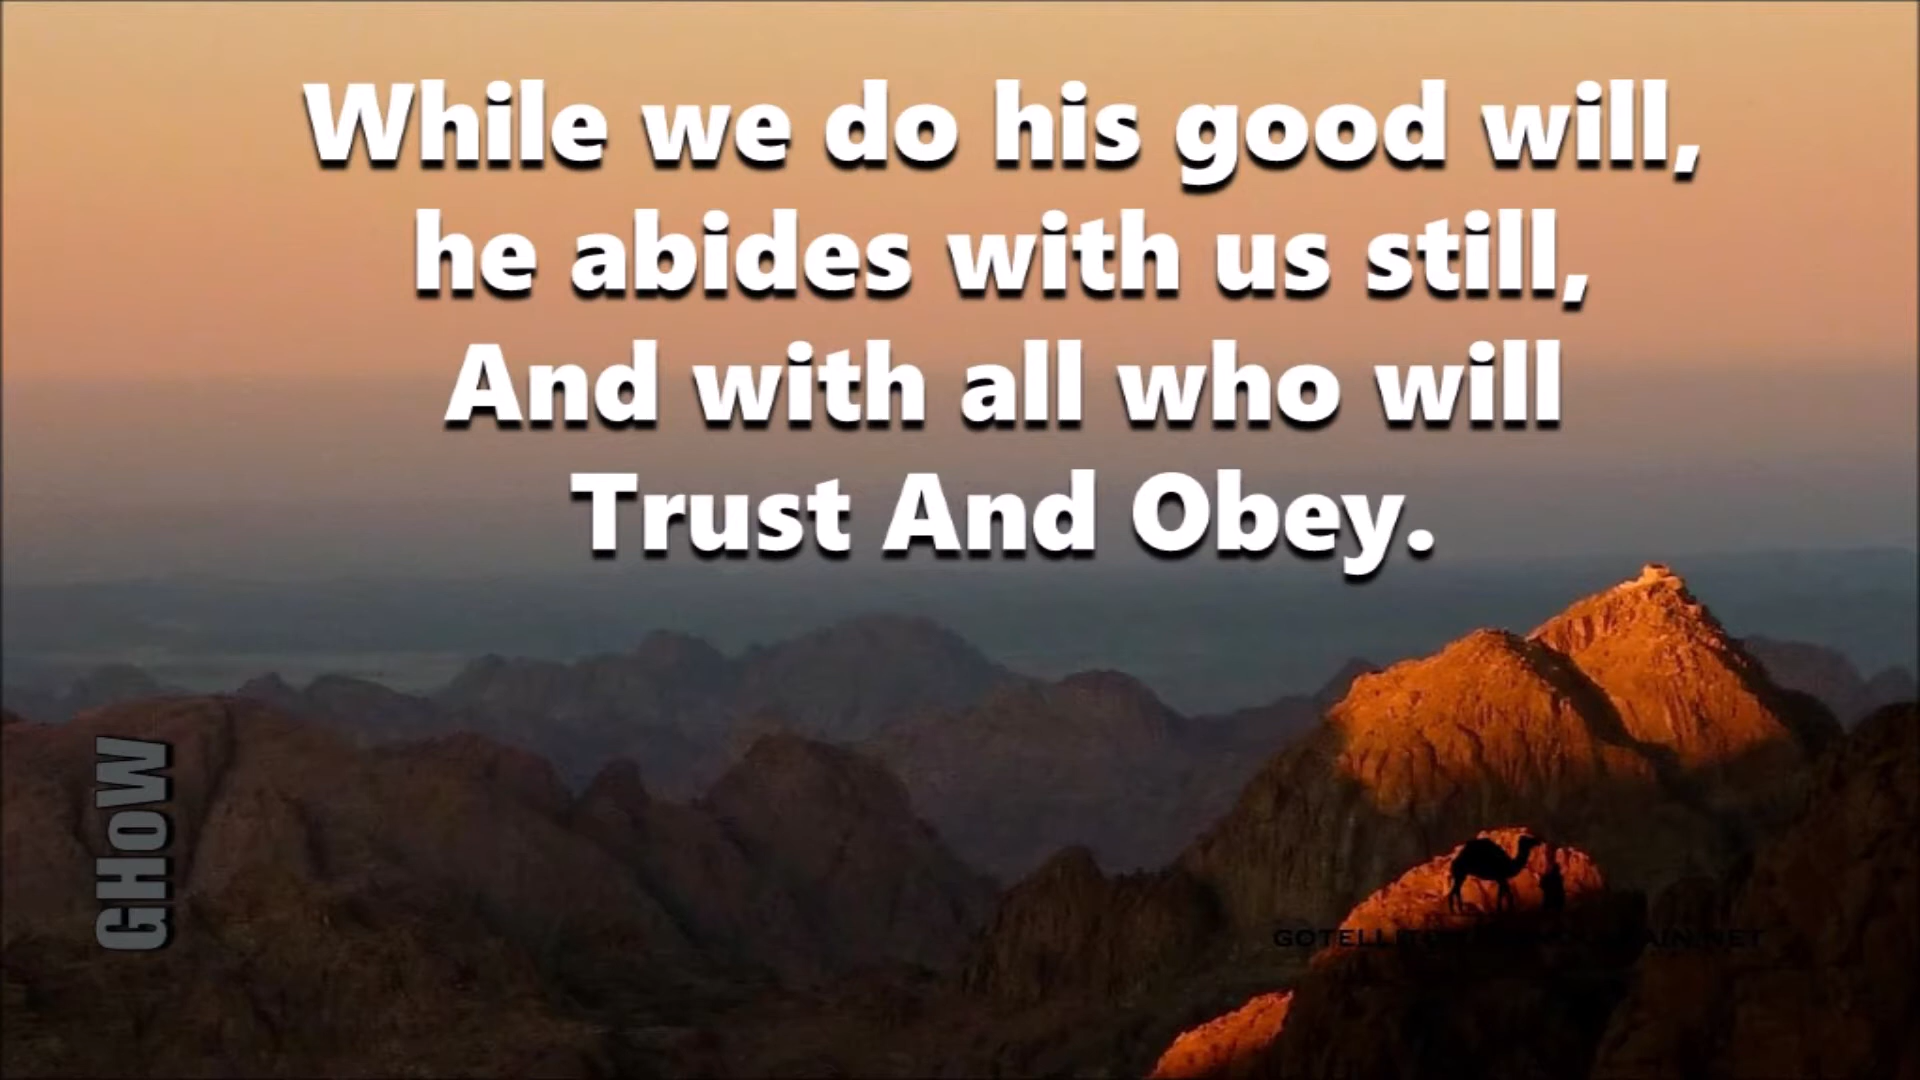 While we do his good will,
he abides with us still,
And with all who will
Trust And Obey.
GHoW